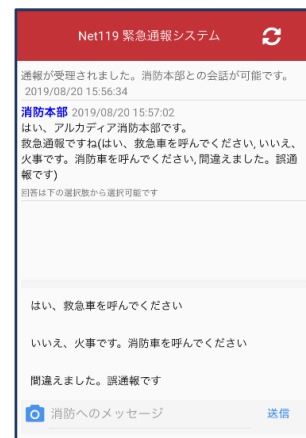 Net119 緊急通報システム
通報が受理されました。消防本部との会話が可能です。
2019/08/20 15:56:34
消防本部 2019/08/20 15:57:02
はい、アルカディア消防本部です。
救急通報ですね(はい、救急車を呼んでください, いいえ、
火事です。消防車を呼んでください, 間違えました。誤通
報です)
回答は下の選択肢から選択可能です
はい、救急車を呼んでください
いいえ、火事です。消防車を呼んでください
間違えました。誤通報です
消防へのメッセージ 送信